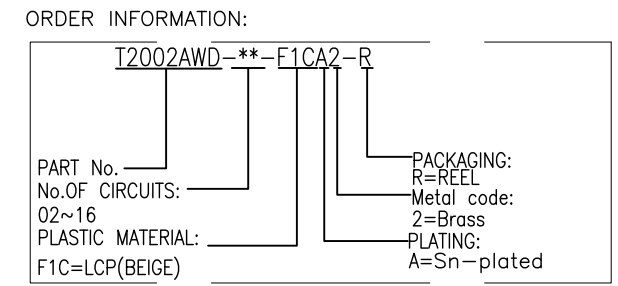 ORDER INFORMATION:
T2002AWD-**-F1CA2-R
PART No.
No.OF CIRCUITS:
02~16
PLASTIC MATERIAL:
F1C=LCP(BEIGE)
PACKAGING:
R=REEL
Metal code:
2=Brass
PLATING:
A=Sn-plated